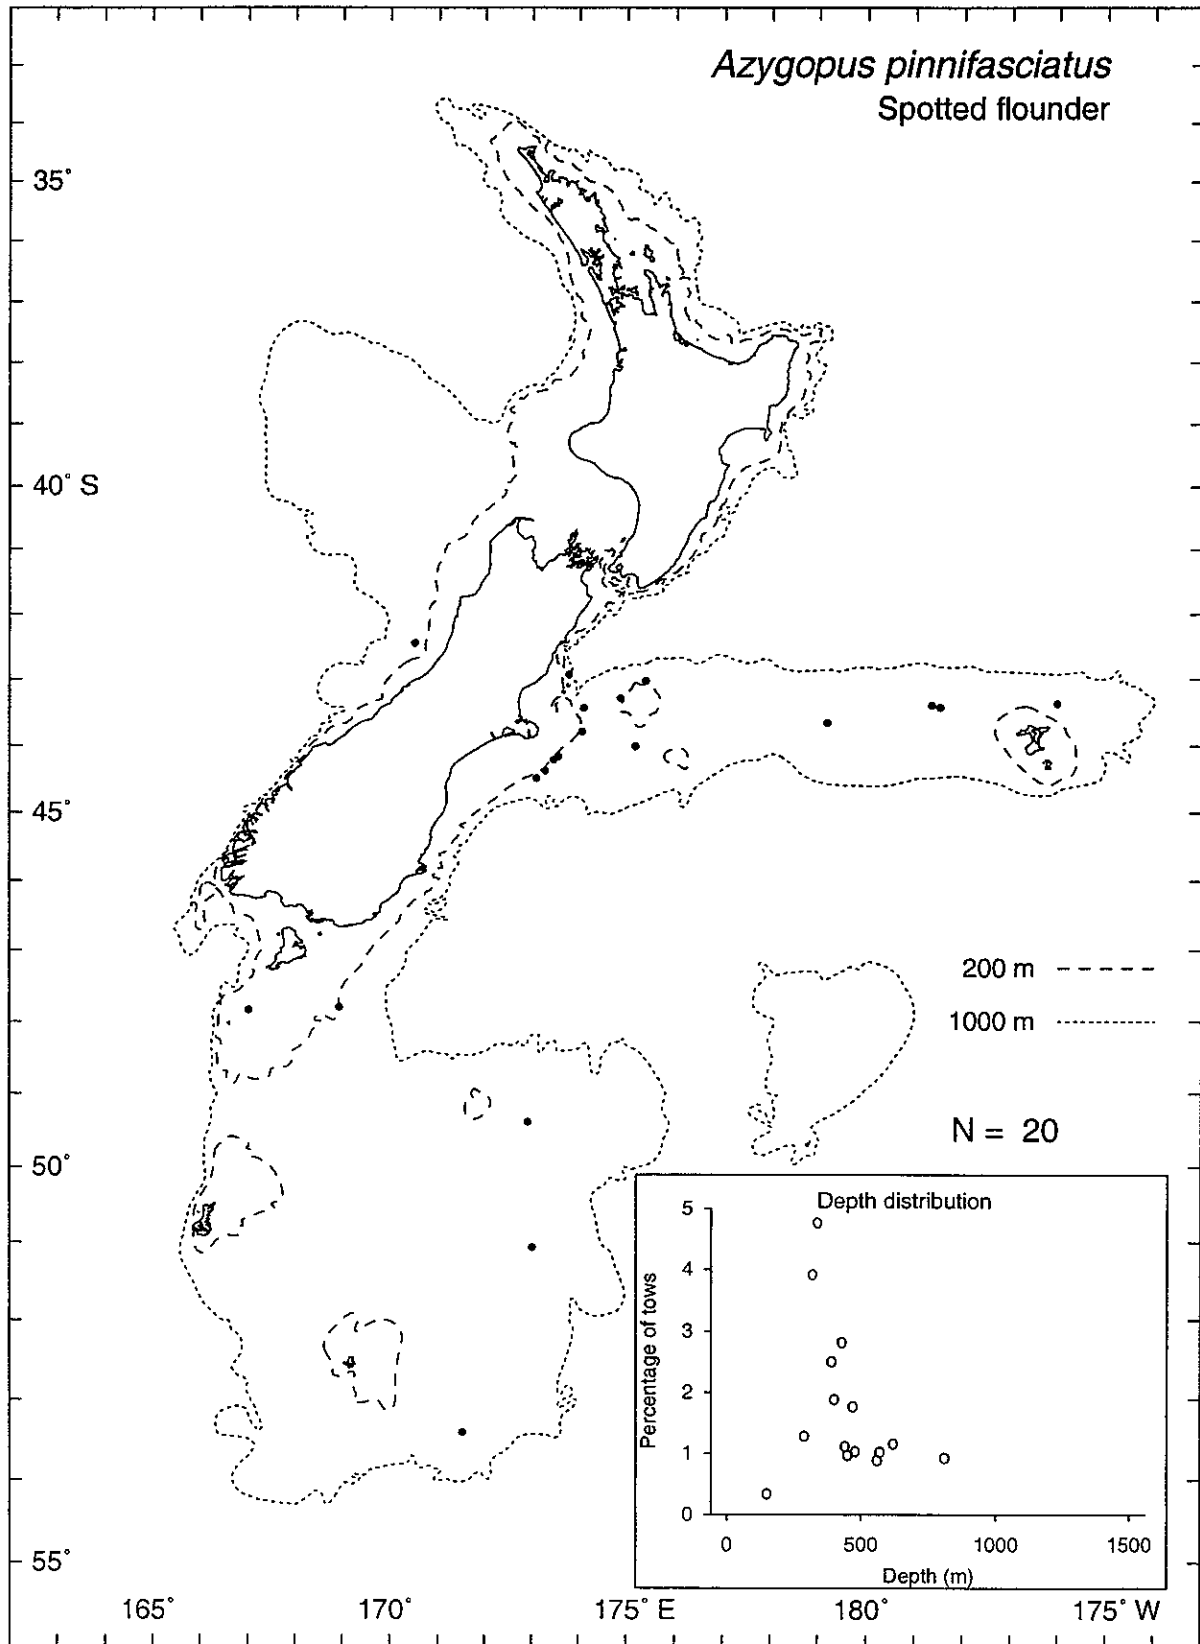 Azygopus pinnifasciatus
Spotted flounder
35°
40° S
45°
200 m
1000 m
N = 20
50°
Depth distribution
5
4
3
2
1
0
Percentage of tows
0 500 1000 1500
Depth (m)
55°
165° 170° 175° E 180° 175° W